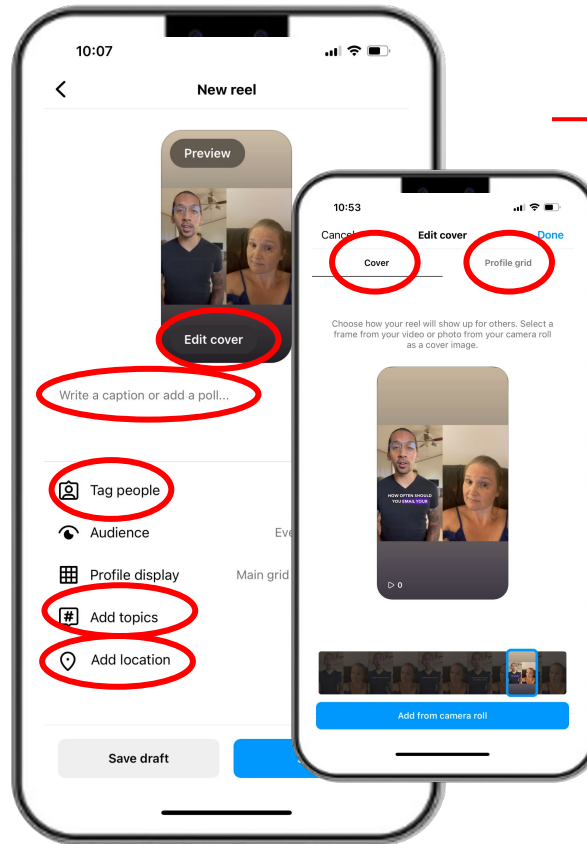 10:07
New reel
Preview
Edit cover
Write a caption or add a poll...
Tag people
Audience
Profile display
Main grid
Add topics
Add location
Save draft
10:53
Cancel
Edit cover
Done
Cover
Profile grid
Choose how your reel will show up for others. Select a
frame from your video or photo from your camera roll
as a cover image.
HOW OFTEN SHOULD
YOU EMAIL YOUR
0
Add from camera roll